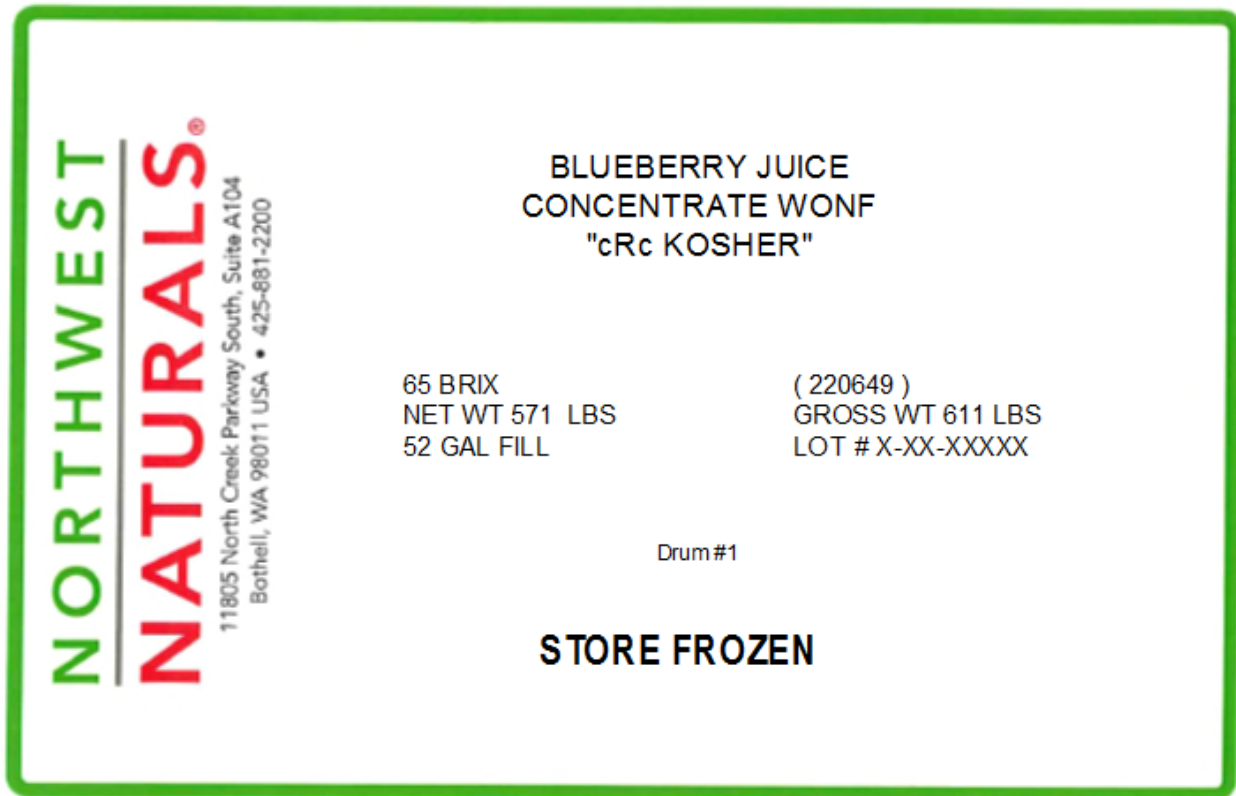 NORTHWEST
NATURALS®
11805 North Creek Parkway South, Suite A104
Bothell, WA 98011 USA • 425-881-2200
BLUEBERRY JUICE
CONCENTRATE WONF
"cRc KOSHER"
65 BRIX
NET WT 571 LBS
52 GAL FILL
( 220649 )
GROSS WT 611 LBS
LOT # X-XX-XXXXX
Drum #1
STORE FROZEN